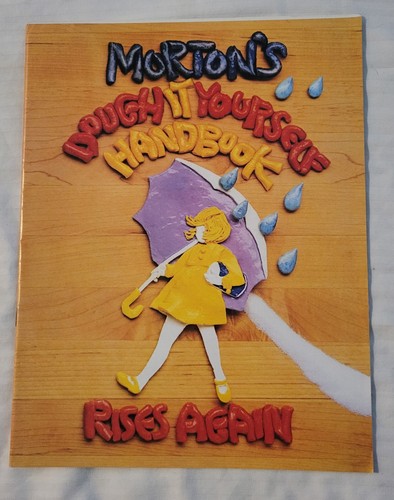 MORTON'S
DOUGH IT YOURSELF
HANDBOOK
RISES AGAIN